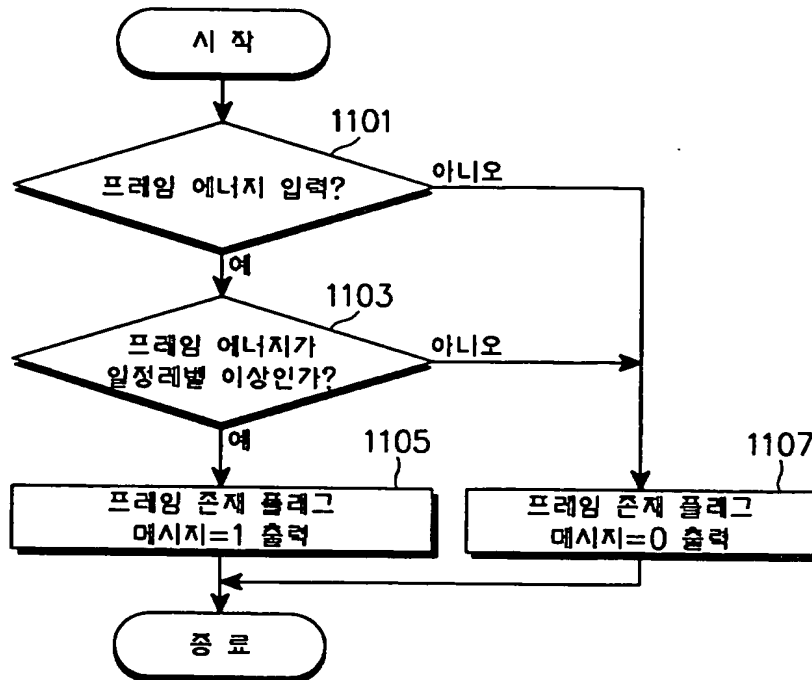 시 작
1101
프레임 에너지 입력?
아니오
예
1103
프레임 에너지가
일정레벨 이상인가?
아니오
예
1105
프레임 존재 플래그
메시지=1 출력
1107
프레임 존재 플래그
메시지=0 출력
종 료